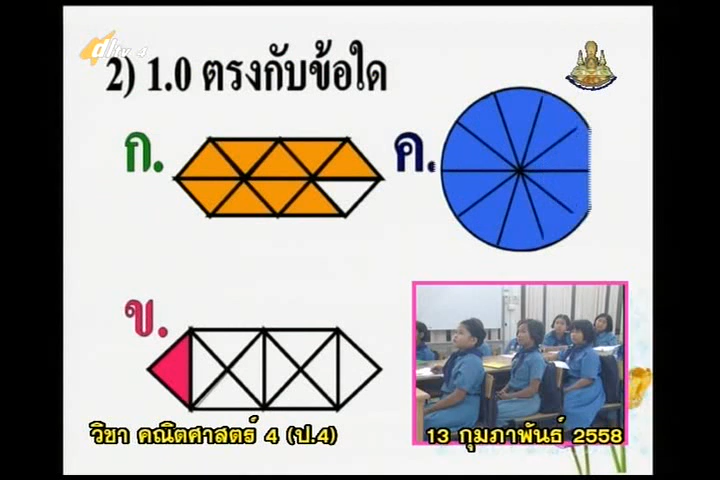 dltv 4
2) 1.0 ตรงกับข้อใด
ก.
ค.
ข.
วิชา คณิตศาสตร์ 4 (ป.4)
13 กุมภาพันธ์ 2558